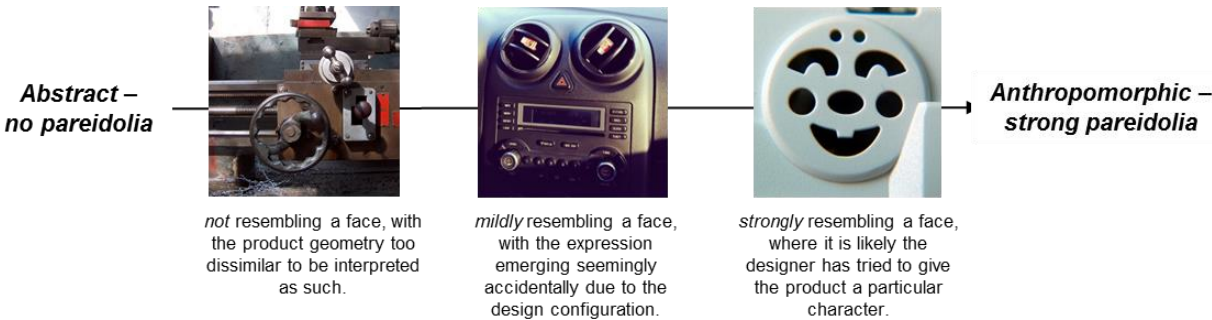 Abstract –
no pareidolia
Anthropomorphic –
strong pareidolia
not resembling a face, with
the product geometry too
dissimilar to be interpreted
as such.
mildly resembling a face,
with the expression
emerging seemingly
accidentally due to the
design configuration.
strongly resembling a face,
where it is likely the
designer has tried to give
the product a particular
character.